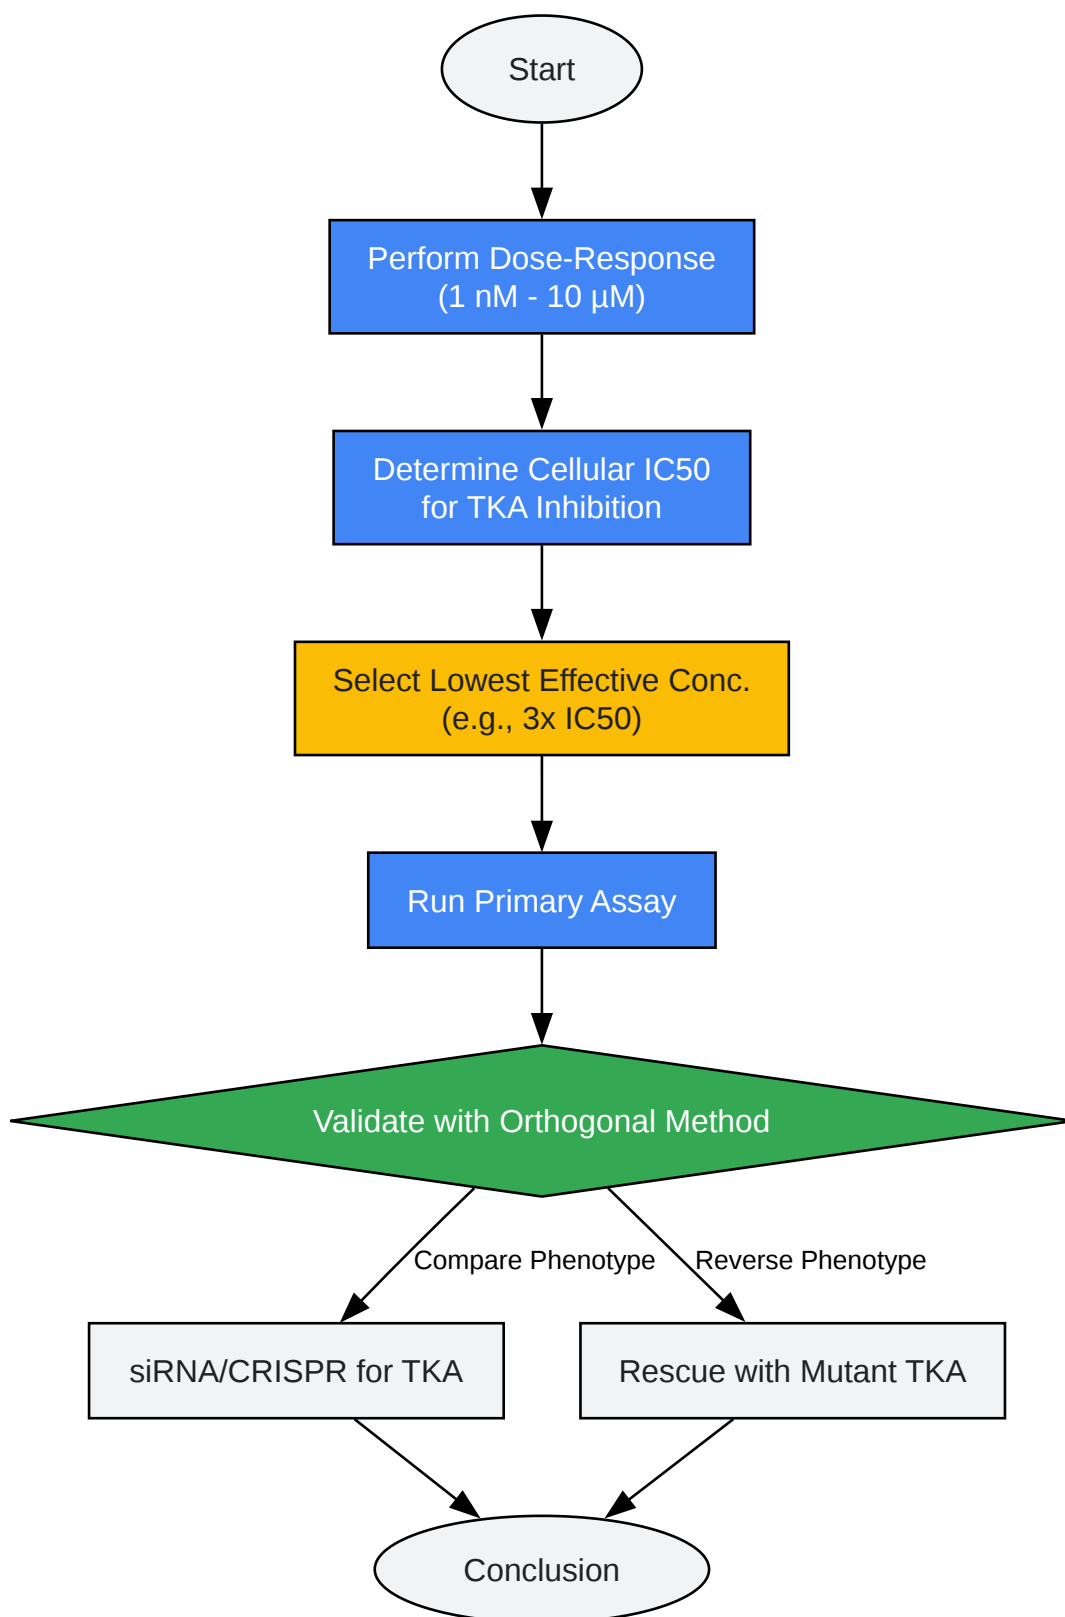 Start
Perform Dose-Response
(1 nM - 10 µM)
Determine Cellular IC50
for TKA Inhibition
Select Lowest Effective Conc.
(e.g., 3x IC50)
Run Primary Assay
Validate with Orthogonal Method
Compare Phenotype
Reverse Phenotype
siRNA/CRISPR for TKA
Rescue with Mutant TKA
Conclusion